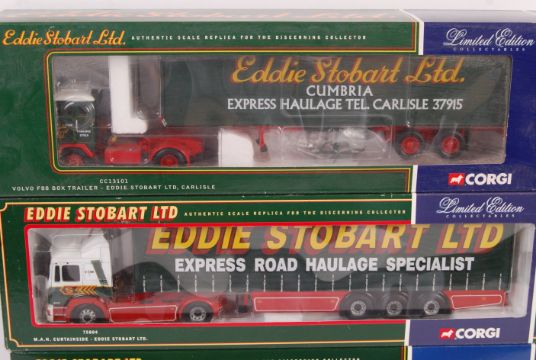 Eddie Stobart Ltd.
AUTHENTIC SCALE REPLICA FOR THE DISCERNING COLLECTOR
Limited Edition
COLLECTABLES
Eddie Stobart Ltd.
CUMBRIA
EXPRESS HAULAGE TEL. CARLISLE 37915
CC13101
VOLVO F88 BOX TRAILER - EDDIE STOBART LTD, CARLISLE
CORGI
EDDIE STOBART LTD
AUTHENTIC SCALE REPLICA FOR THE DISCERNING COLLECTOR
Limited Edition
COLLECTABLES
EDDIE STOBART LTD
EXPRESS ROAD HAULAGE SPECIALIST
75804
M.A.N. CURTAINSIDE - EDDIE STOBART LTD.
CORGI